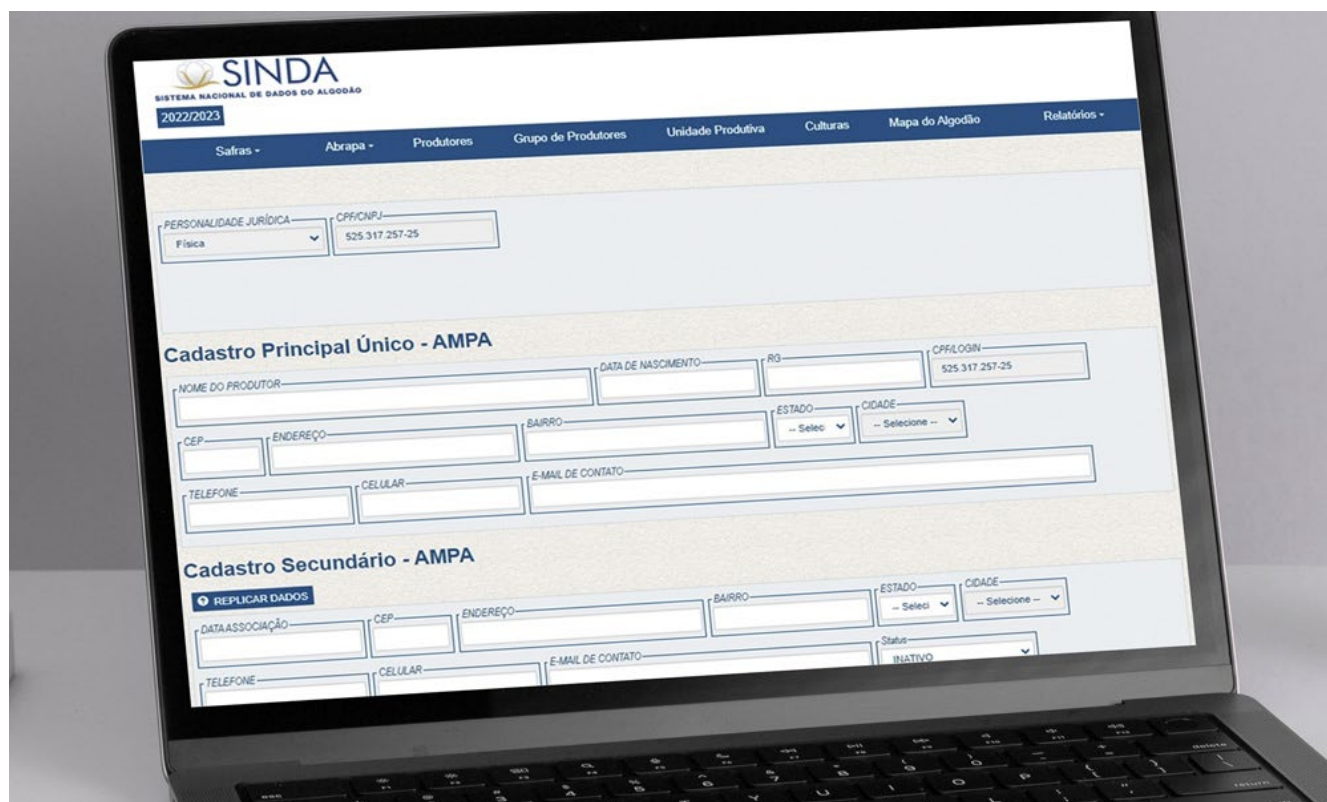 SINDA
SISTEMA NACIONAL DE DADOS DO ALGODÃO
2022/2023
Safras Abrapa Produtores Grupo de Produtores Unidade Produtiva Culturas Mapa do Algodão Relatórios
PERSONALIDADE JURÍDICA CPF/CNPJ
Física 525.317.257-25
Cadastro Principal Único - AMPA
NOME DO PRODUTOR DATA DE NASCIMENTO RG CPF/LOGIN
525.317.257-25
CEP ENDEREÇO BAIRRO ESTADO CIDADE
-- Seleci -- Selecione --
TELEFONE CELULAR E-MAIL DE CONTATO
Cadastro Secundário - AMPA
REPLICAR DADOS
DATA ASSOCIAÇÃO CEP ENDEREÇO BAIRRO ESTADO CIDADE
-- Seleci -- Selecione --
TELEFONE CELULAR E-MAIL DE CONTATO Status
INATIVO
esc
delete
return